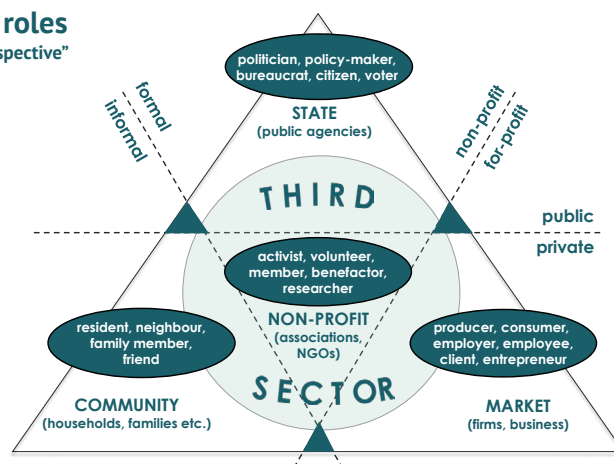 roles
spective”
politician, policy-maker,
bureaucrat, citizen, voter
STATE
(public agencies)
formal
informal
non-profit
for-profit
THIRD
public
private
activist, volunteer,
member, benefactor,
researcher
NON-PROFIT
(associations,
NGOs)
resident, neighbour,
family member,
friend
producer, consumer,
employer, employee,
client, entrepreneur
SECTOR
COMMUNITY
(households, families etc.)
MARKET
(firms, business)